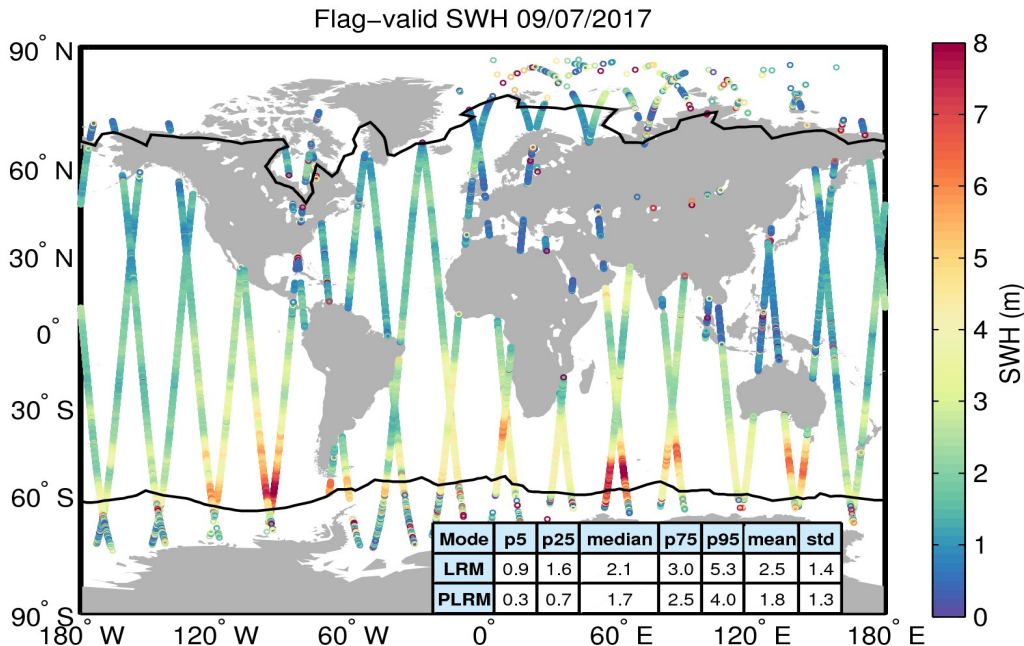 Flag−valid SWH 09/07/2017
90° N
60° N
30° N
0°
30° S
60° S
90° S
180° W
120° W
60° W
0°
60° E
120° E
180° E
8
7
6
5
4
3
2
1
0
SWH (m)
Mode p5 p25 median p75 p95 mean std
LRM 0.9 1.6 2.1 3.0 5.3 2.5 1.4
PLRM 0.3 0.7 1.7 2.5 4.0 1.8 1.3